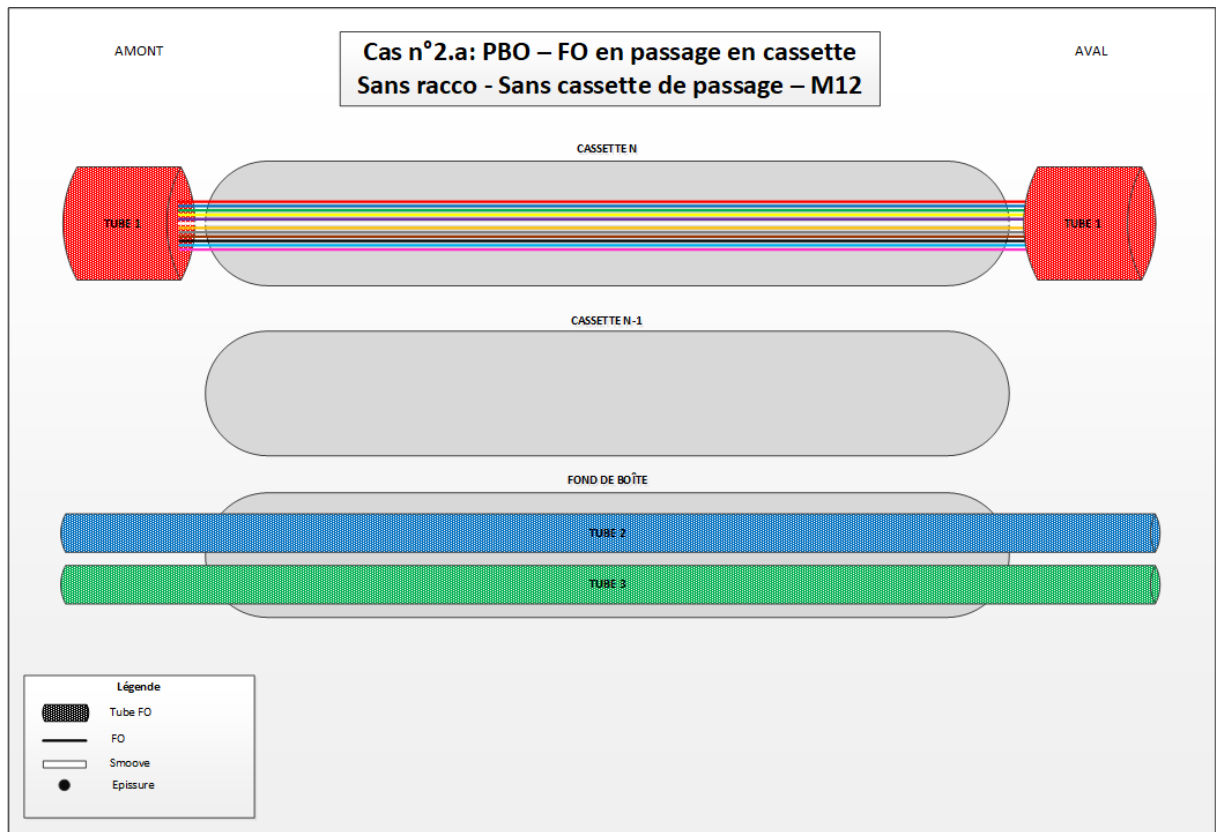 AMONT
Cas n°2.a: PBO – FO en passage en cassette
Sans racco - Sans cassette de passage – M12
AVAL
CASSETTE N
TUBE 1
TUBE 1
CASSETTE N-1
FOND DE BOÎTE
TUBE 2
TUBE 3
Légende
Tube FO
FO
Smoove
Epissure